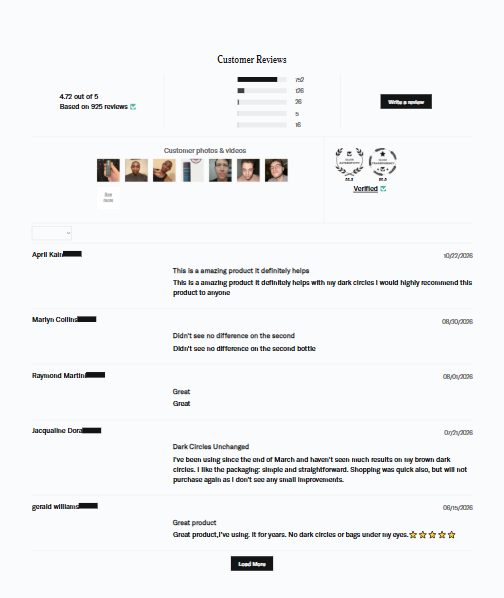 Customer Reviews
4.72 out of 5
Based on 925 reviews
752
126
26
5
16
Write a review
Customer photos & videos
See
more
Verified
April Kain
10/22/2026
This is a amazing product it definitely helps
This is a amazing product it definitely helps with my dark circles I would highly recommend this
product to anyone
Marlyn Collins
08/30/2026
Didn't see no difference on the second
Didn't see no difference on the second bottle
Raymond Martin
08/01/2026
Great
Great
Jacqualine Dora
Dark Circles Unchanged
I've been using since the end of March and haven't seen much results on my brown dark
circles. I like the packaging: simple and straightforward. Shopping was quick also, but will not
purchase again as I don't see any small improvements.
gerald williams
06/15/2026
Great product
Great product,I've using. it for years. No dark circles or bags under my eyes.⭐⭐⭐⭐⭐
Load More